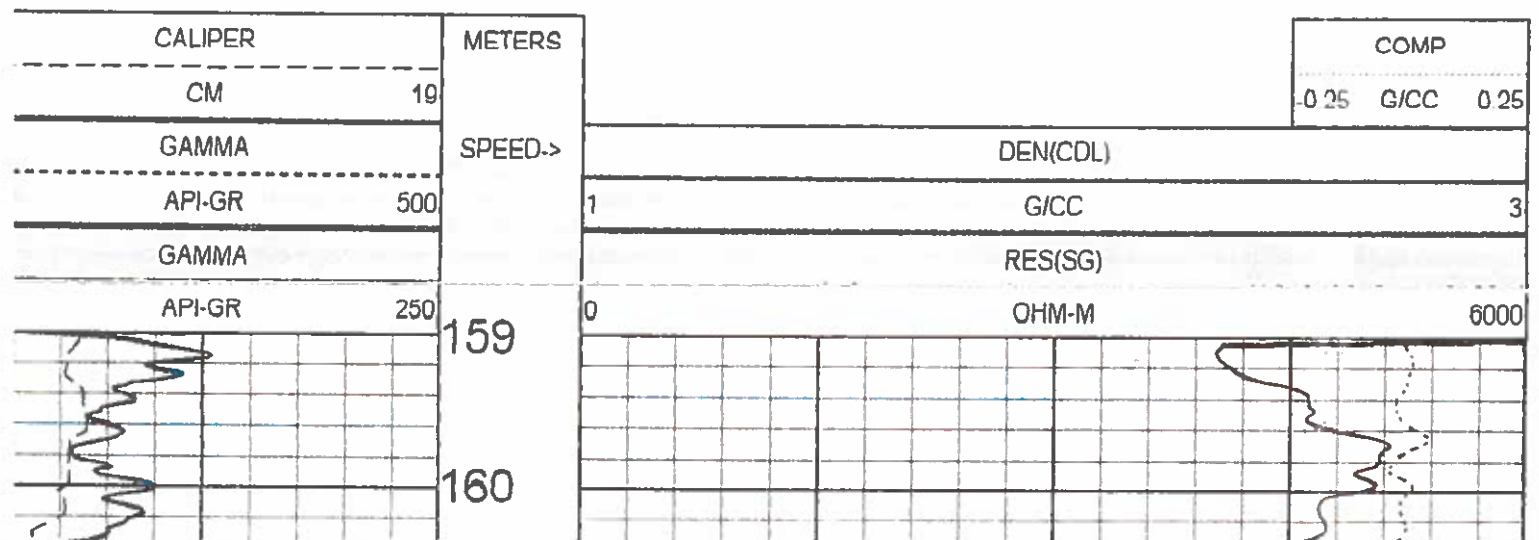 CALIPER
CM 19
GAMMA
API-GR 500
GAMMA
API-GR 250
METERS
SPEED->
COMP
-0.25 G/CC 0.25
DEN(CDL)
1 G/CC 3
RES(SG)
0 OHM-M 6000
159
160